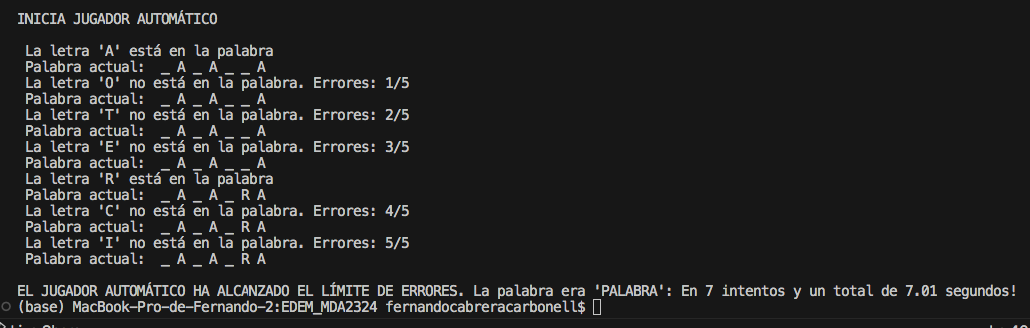 INICIA JUGADOR AUTOMÁTICO
La letra 'A' está en la palabra
Palabra actual: _ A _ A _ _ A
La letra 'O' no está en la palabra. Errores: 1/5
Palabra actual: _ A _ A _ _ A
La letra 'T' no está en la palabra. Errores: 2/5
Palabra actual: _ A _ A _ _ A
La letra 'E' no está en la palabra. Errores: 3/5
Palabra actual: _ A _ A _ _ A
La letra 'R' está en la palabra
Palabra actual: _ A _ A _ R A
La letra 'C' no está en la palabra. Errores: 4/5
Palabra actual: _ A _ A _ R A
La letra 'I' no está en la palabra. Errores: 5/5
Palabra actual: _ A _ A _ R A
EL JUGADOR AUTOMÁTICO HA ALCANZADO EL LÍMITE DE ERRORES. La palabra era 'PALABRA': En 7 intentos y un total de 7.01 segundos!
(base) MacBook-Pro-de-Fernando-2:EDEM_MDA2324 fernandocabreracarbonell$